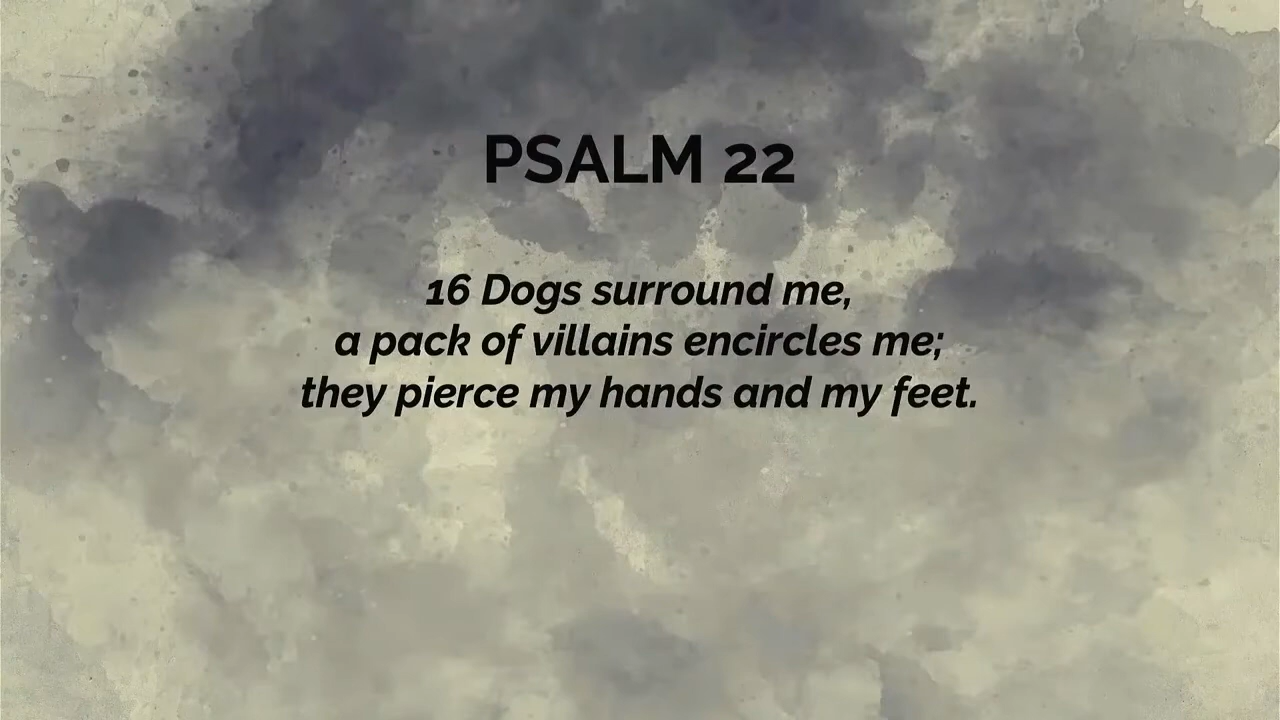 PSALM 22
16 Dogs surround me,
a pack of villains encircles me;
they pierce my hands and my feet.